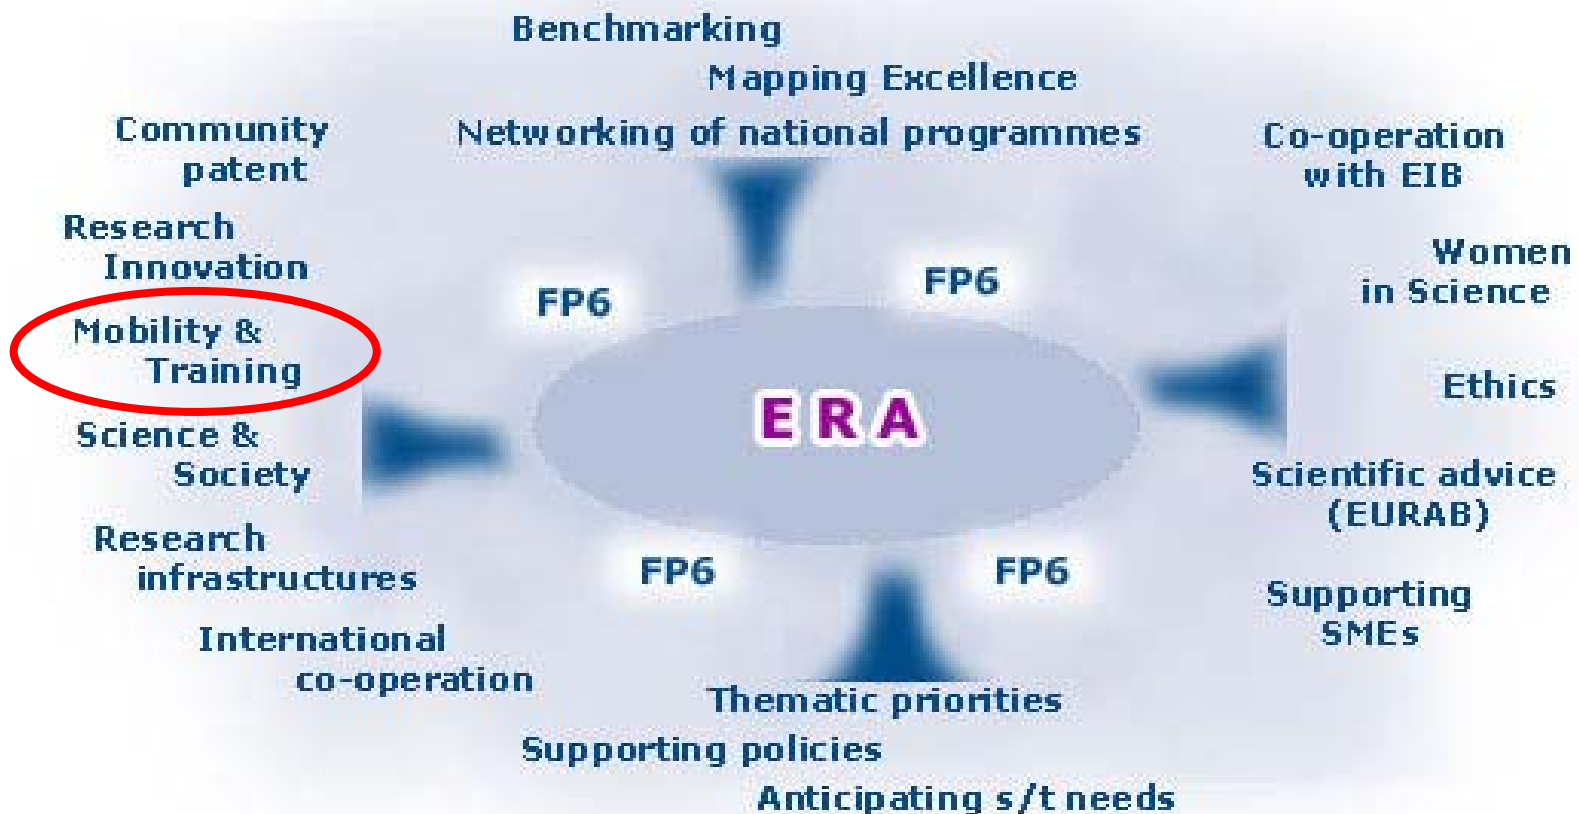 Benchmarking
Mapping Excellence
Networking of national programmes
Community
patent
Co-operation
with EIB
Research
Innovation
Women
in Science
FP6
FP6
Mobility &
Training
Ethics
ERA
Science &
Society
Scientific advice
(EURAB)
Research
infrastructures
FP6
FP6
Supporting
SMEs
International
co-operation
Thematic priorities
Supporting policies
Anticipating s/t needs